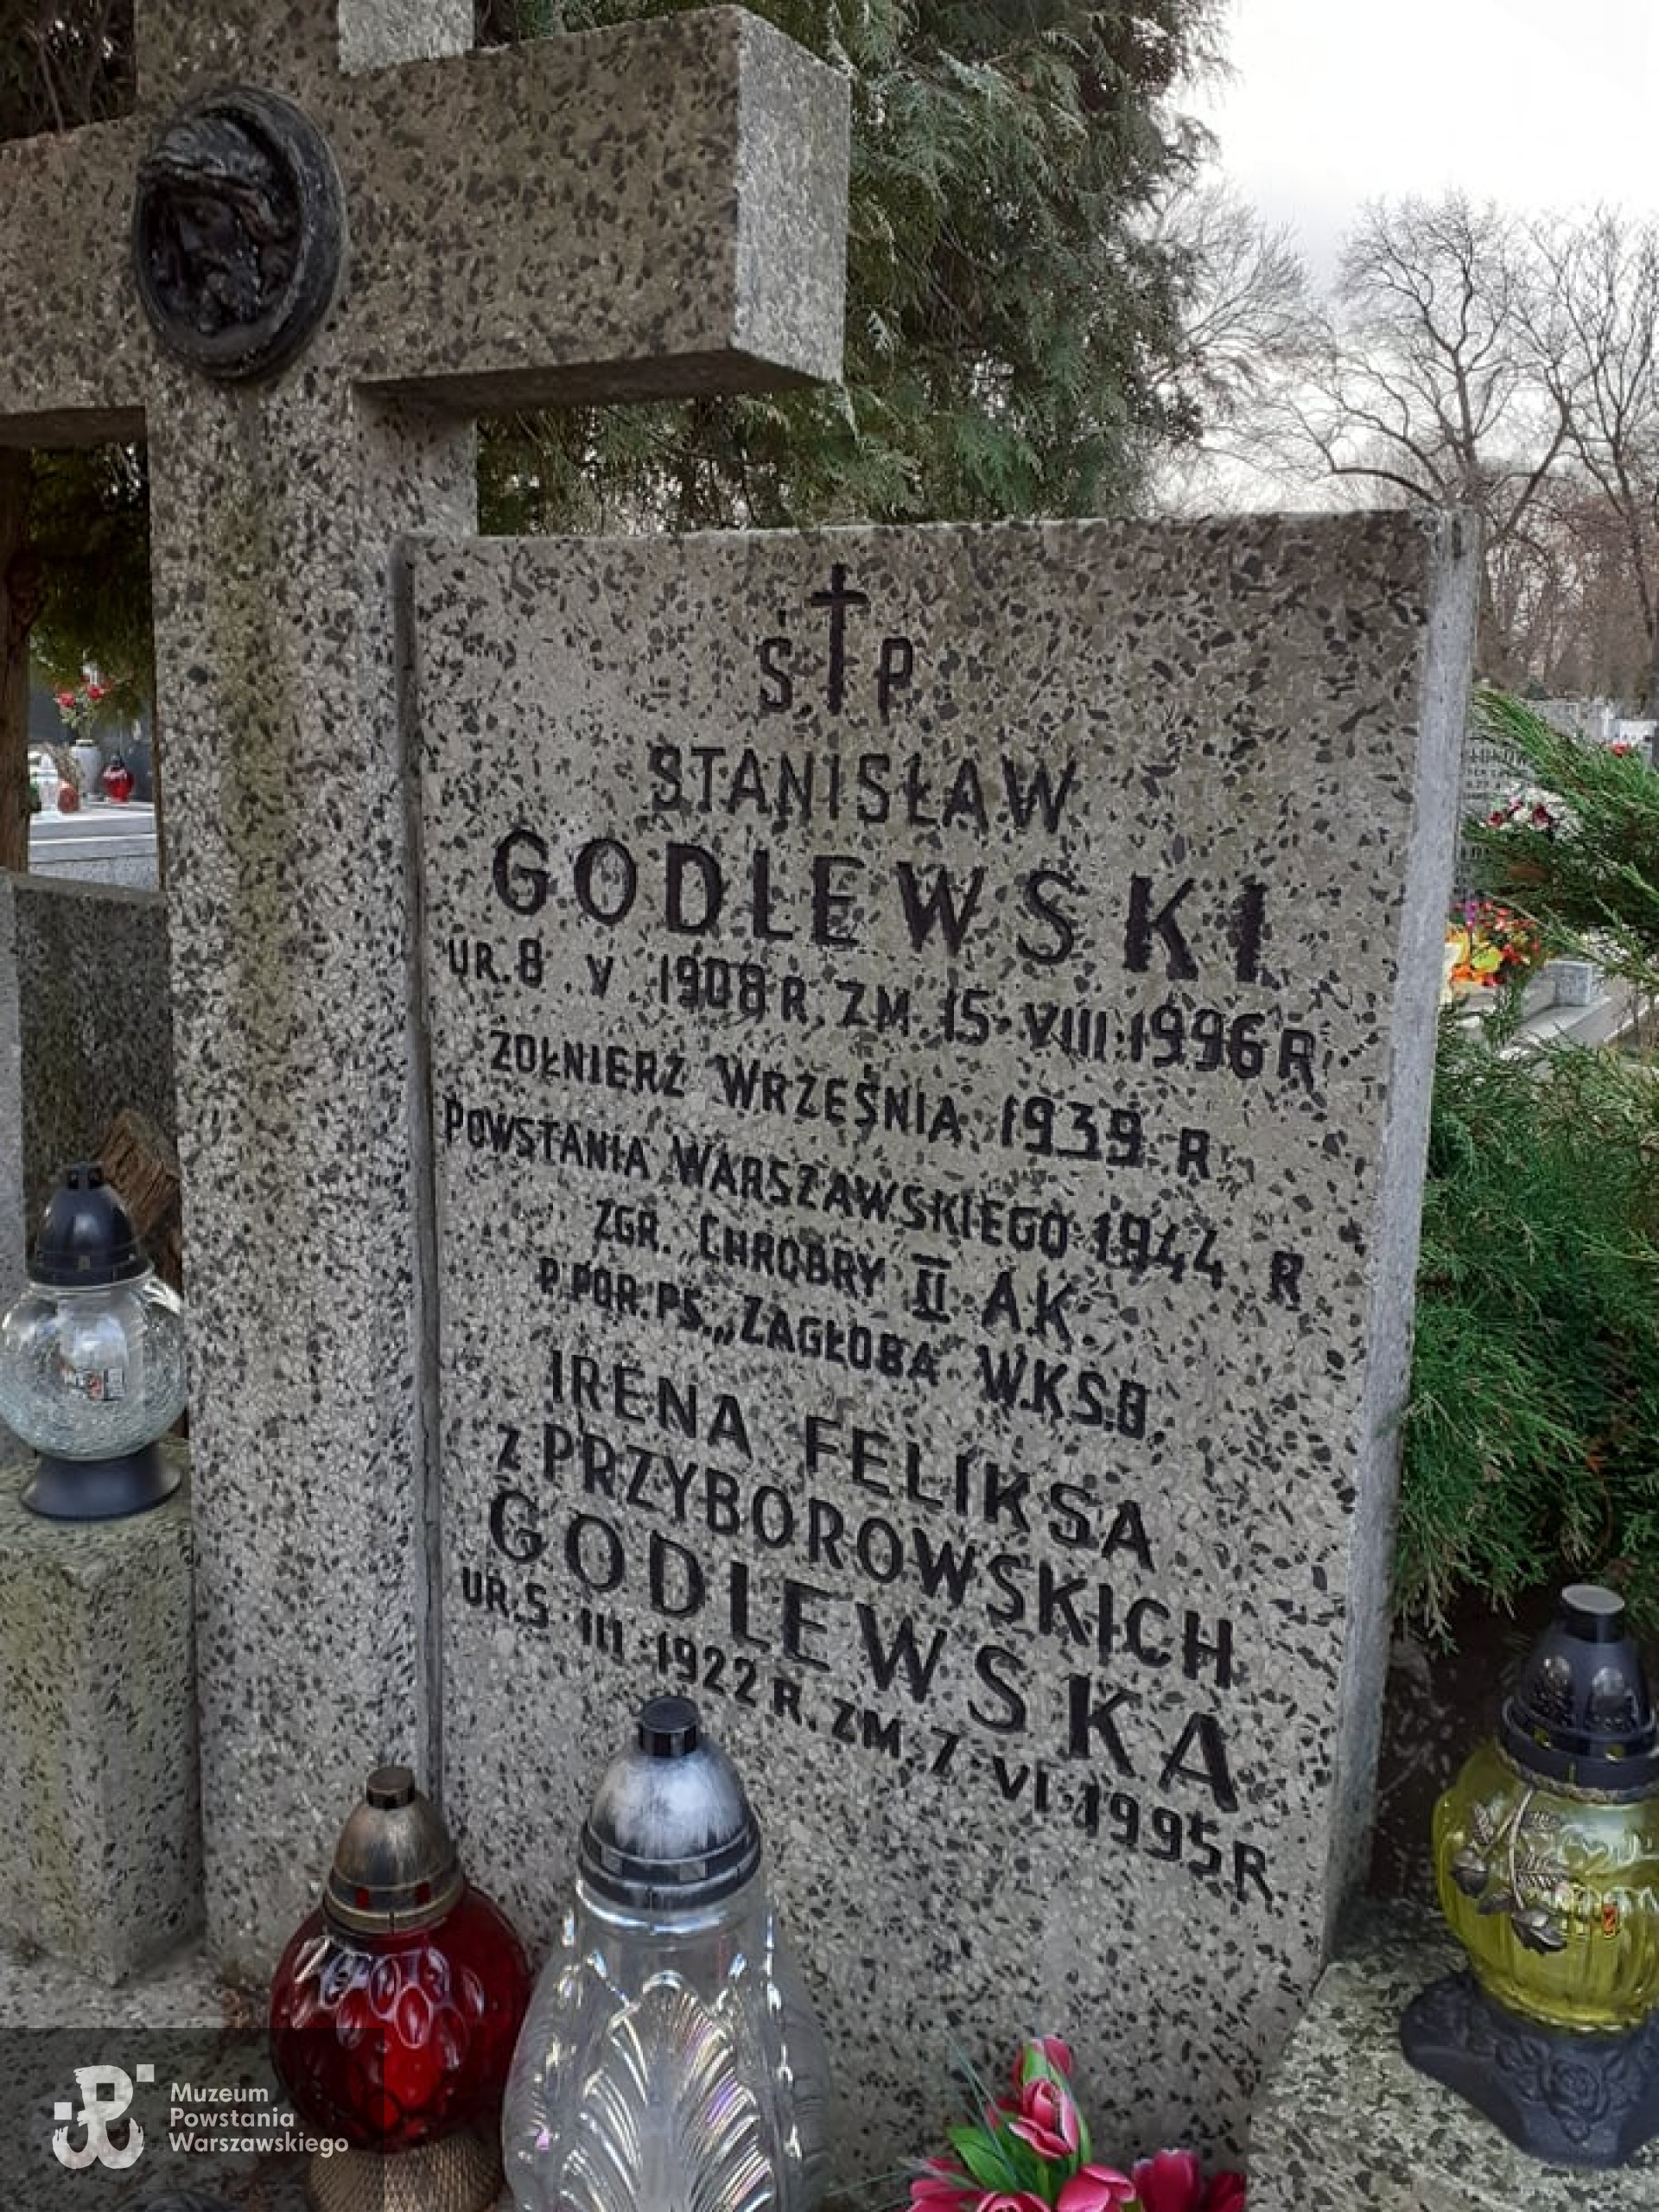 S P
STANISŁAW
GODLEWSKI
UR. 8. V. 1908 R. ZM. 15. VIII. 1996 R.
ŻOŁNIERZ WRZEŚNIA 1939 R.
POWSTANIA WARSZAWSKIEGO 1944 R
ZGR. CHROBRY II A.K.
P.POR. PS. „ZAGŁOBA" W.K.S.B.
IRENA FELIKSA
Z PRZYBOROWSKICH
GODLEWSKA
UR. 5. III. 1922 R. ZM. 7. VI. 1995 R.
Muzeum
Powstania
Warszawskiego